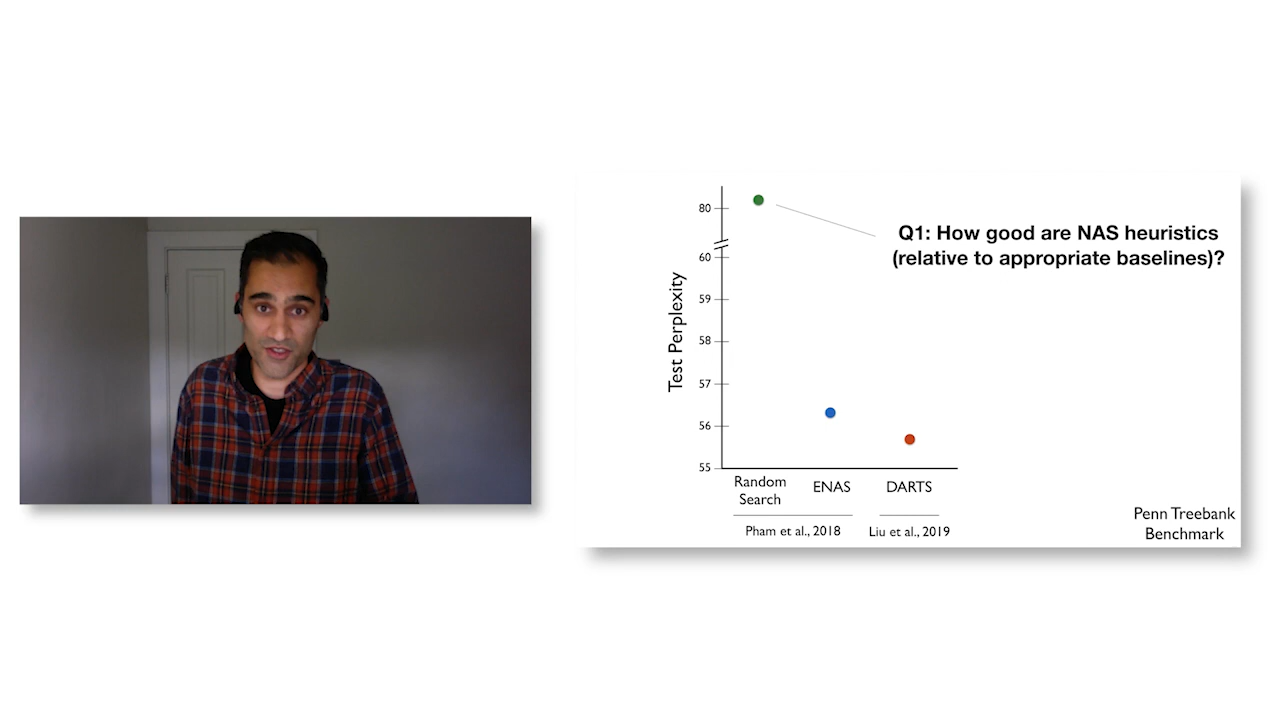 Q1: How good are NAS heuristics
(relative to appropriate baselines)?
Test Perplexity
80
60
59
58
57
56
55
Random
Search
ENAS
DARTS
Pham et al., 2018
Liu et al., 2019
Penn Treebank
Benchmark